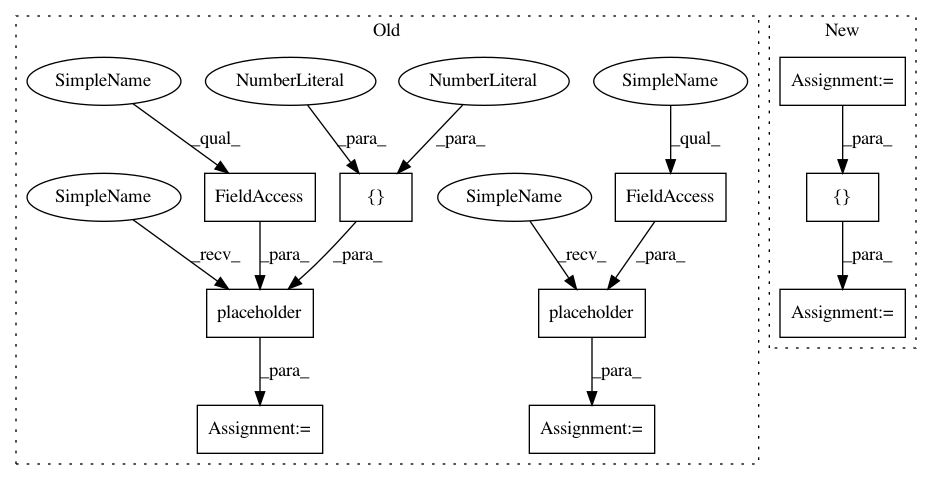 Old
New
SimpleName
NumberLiteral
NumberLiteral
SimpleName
Assignment:=
_qual_
_para_
_para_
_qual_
_para_
SimpleName
FieldAccess
{}
SimpleName
FieldAccess
{}
_recv_
_para_
_para_
_recv_
_para_
_para_
placeholder
placeholder
Assignment:=
_para_
_para_
Assignment:=
Assignment:=